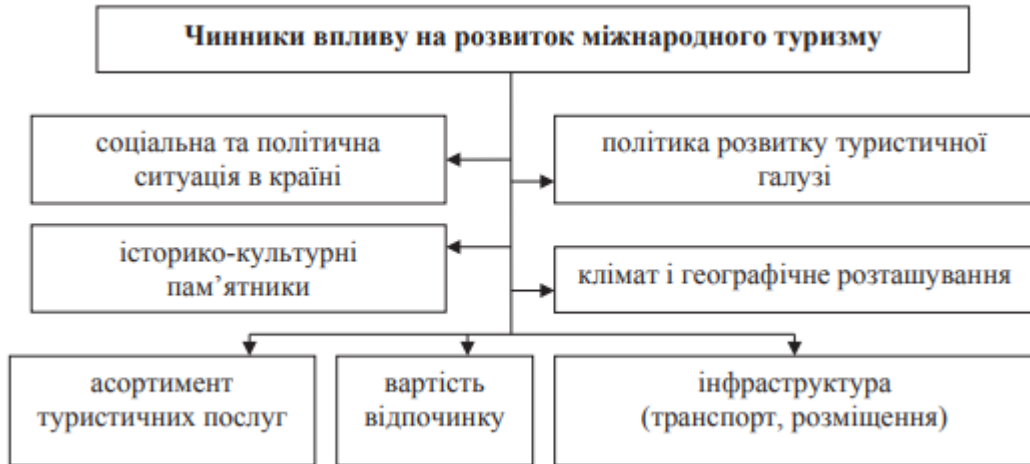 Чинники впливу на розвиток міжнародного туризму
соціальна та політична
ситуація в країні
політика розвитку туристичної
галузі
історико-культурні
пам’ятники
клімат і географічне розташування
асортимент
туристичних послуг
вартість
відпочинку
інфраструктура
(транспорт, розміщення)